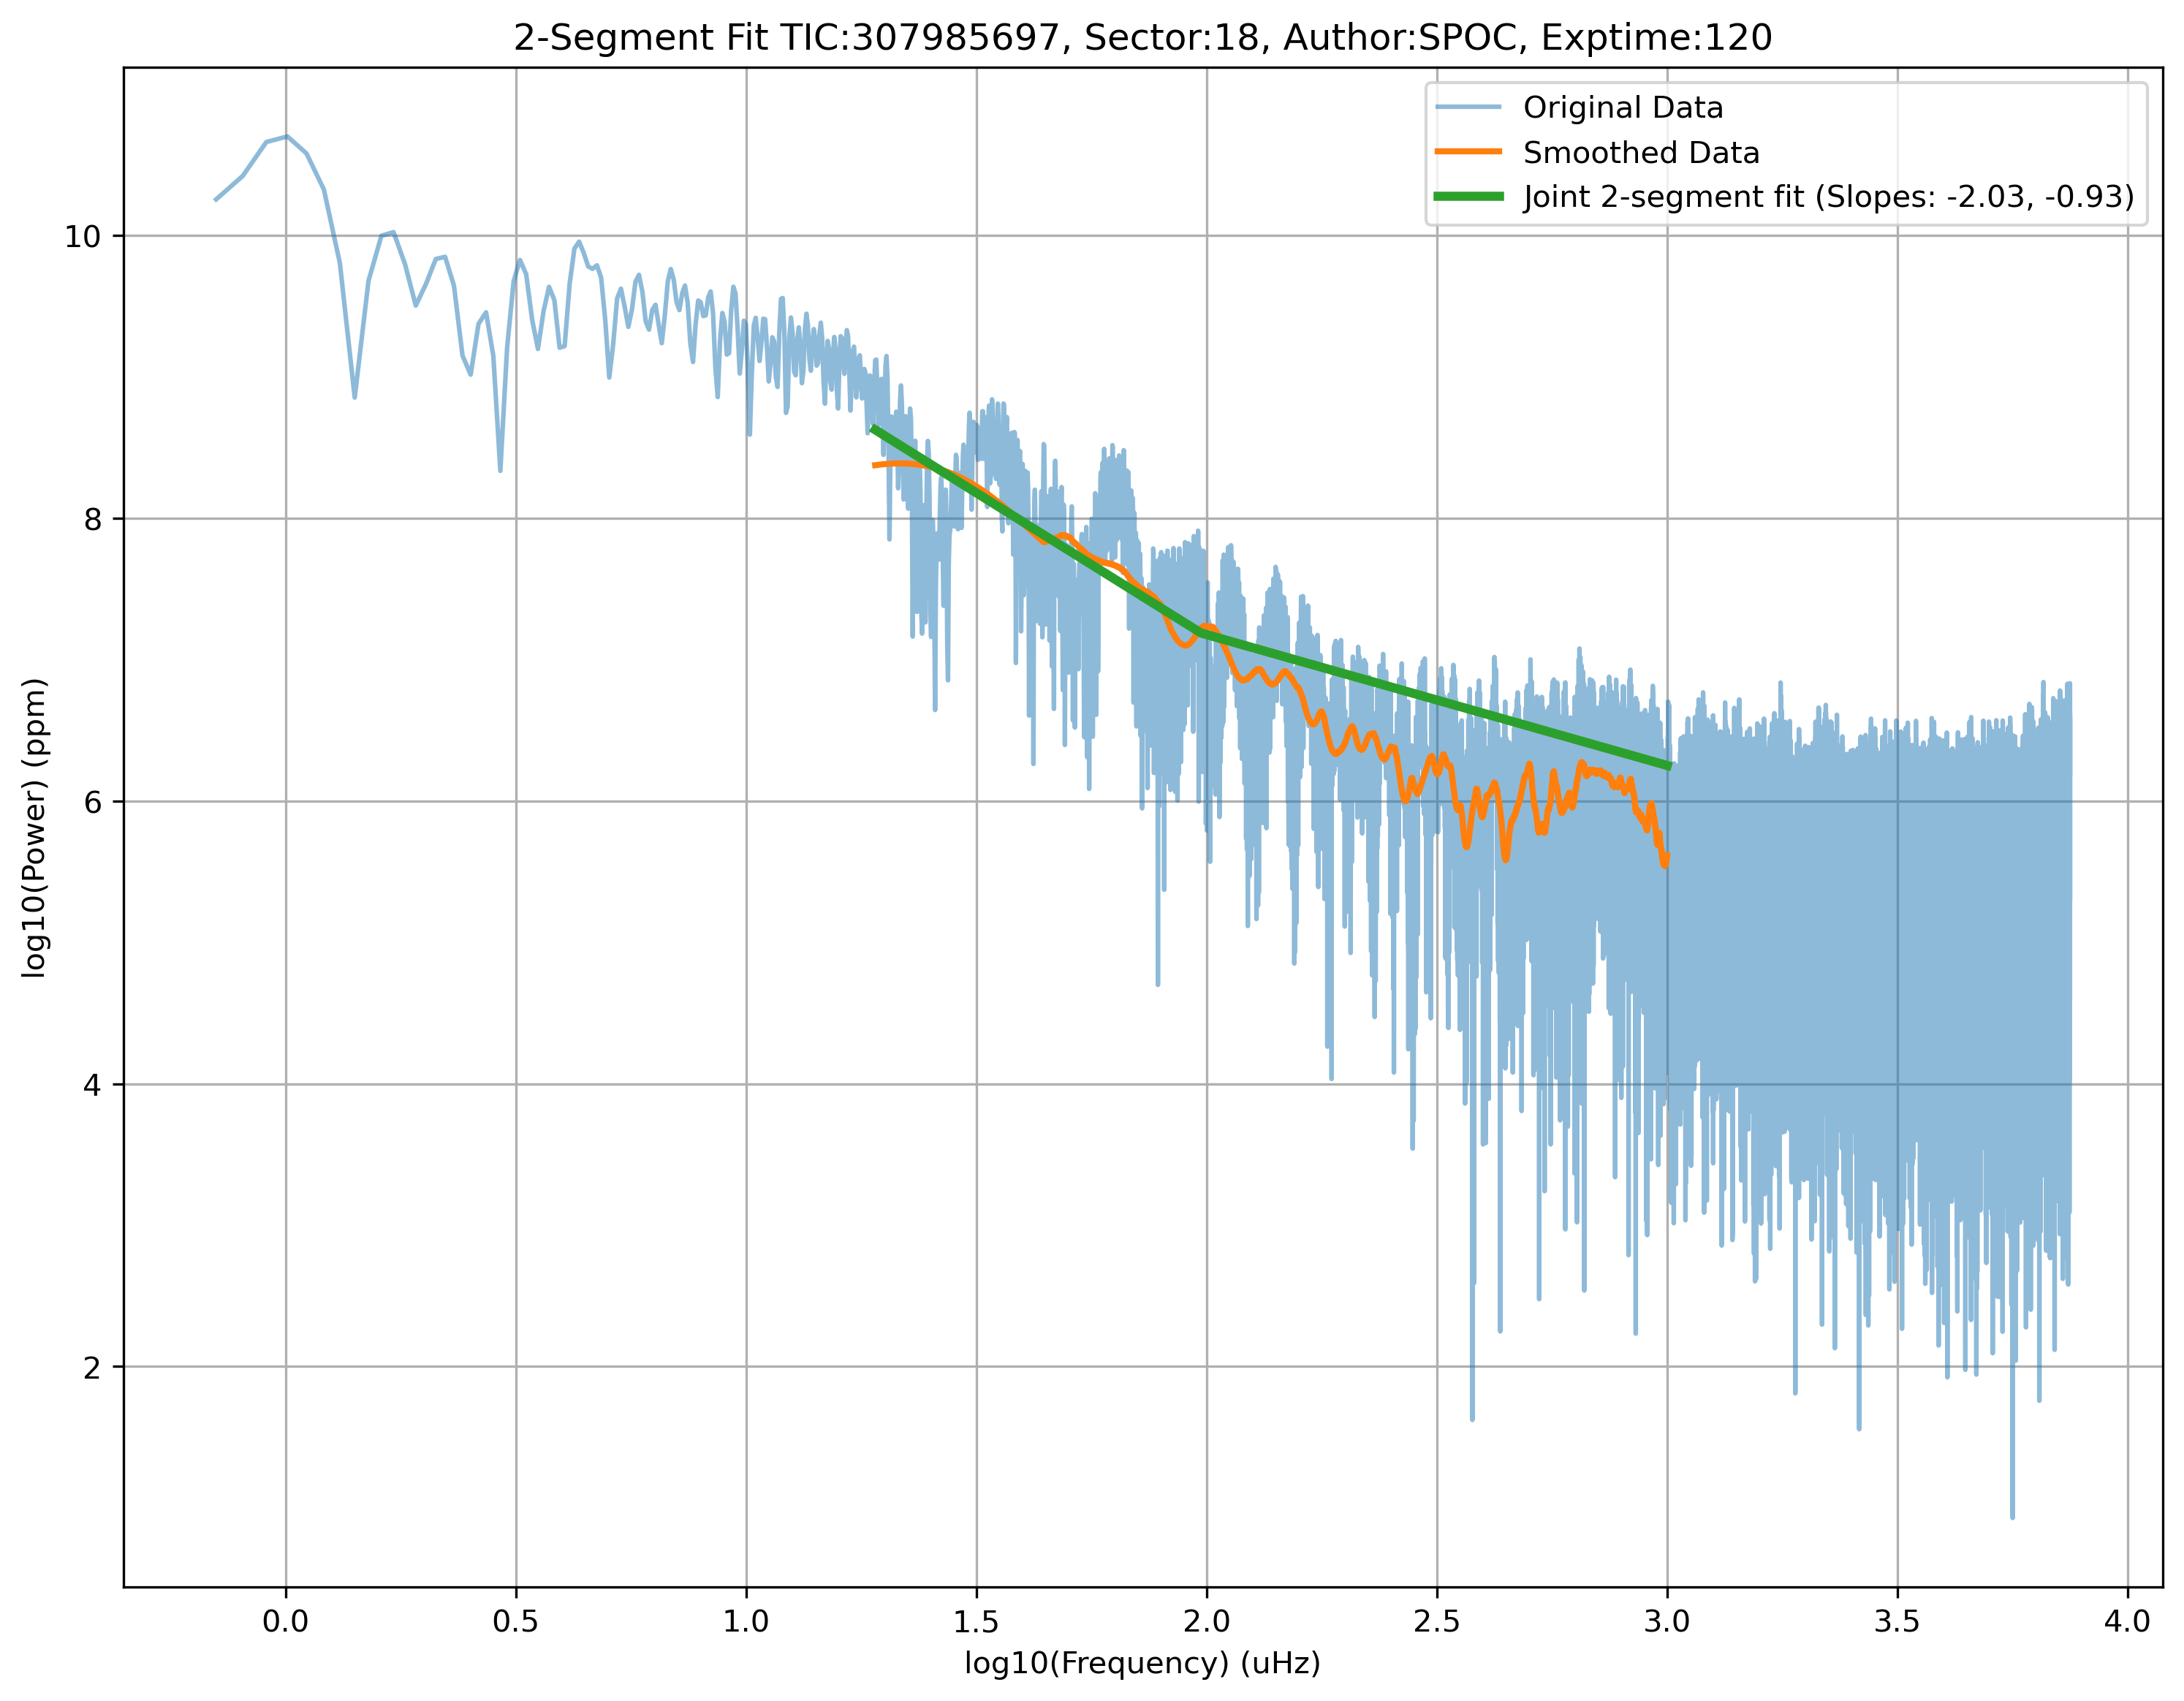 2-Segment Fit TIC:307985697, Sector:18, Author:SPOC, Exptime:120
Original Data
Smoothed Data
Joint 2-segment fit (Slopes: -2.03, -0.93)
log10(Power) (ppm)
10
8
6
4
2
0.0 0.5 1.0 1.5 2.0 2.5 3.0 3.5 4.0
log10(Frequency) (uHz)